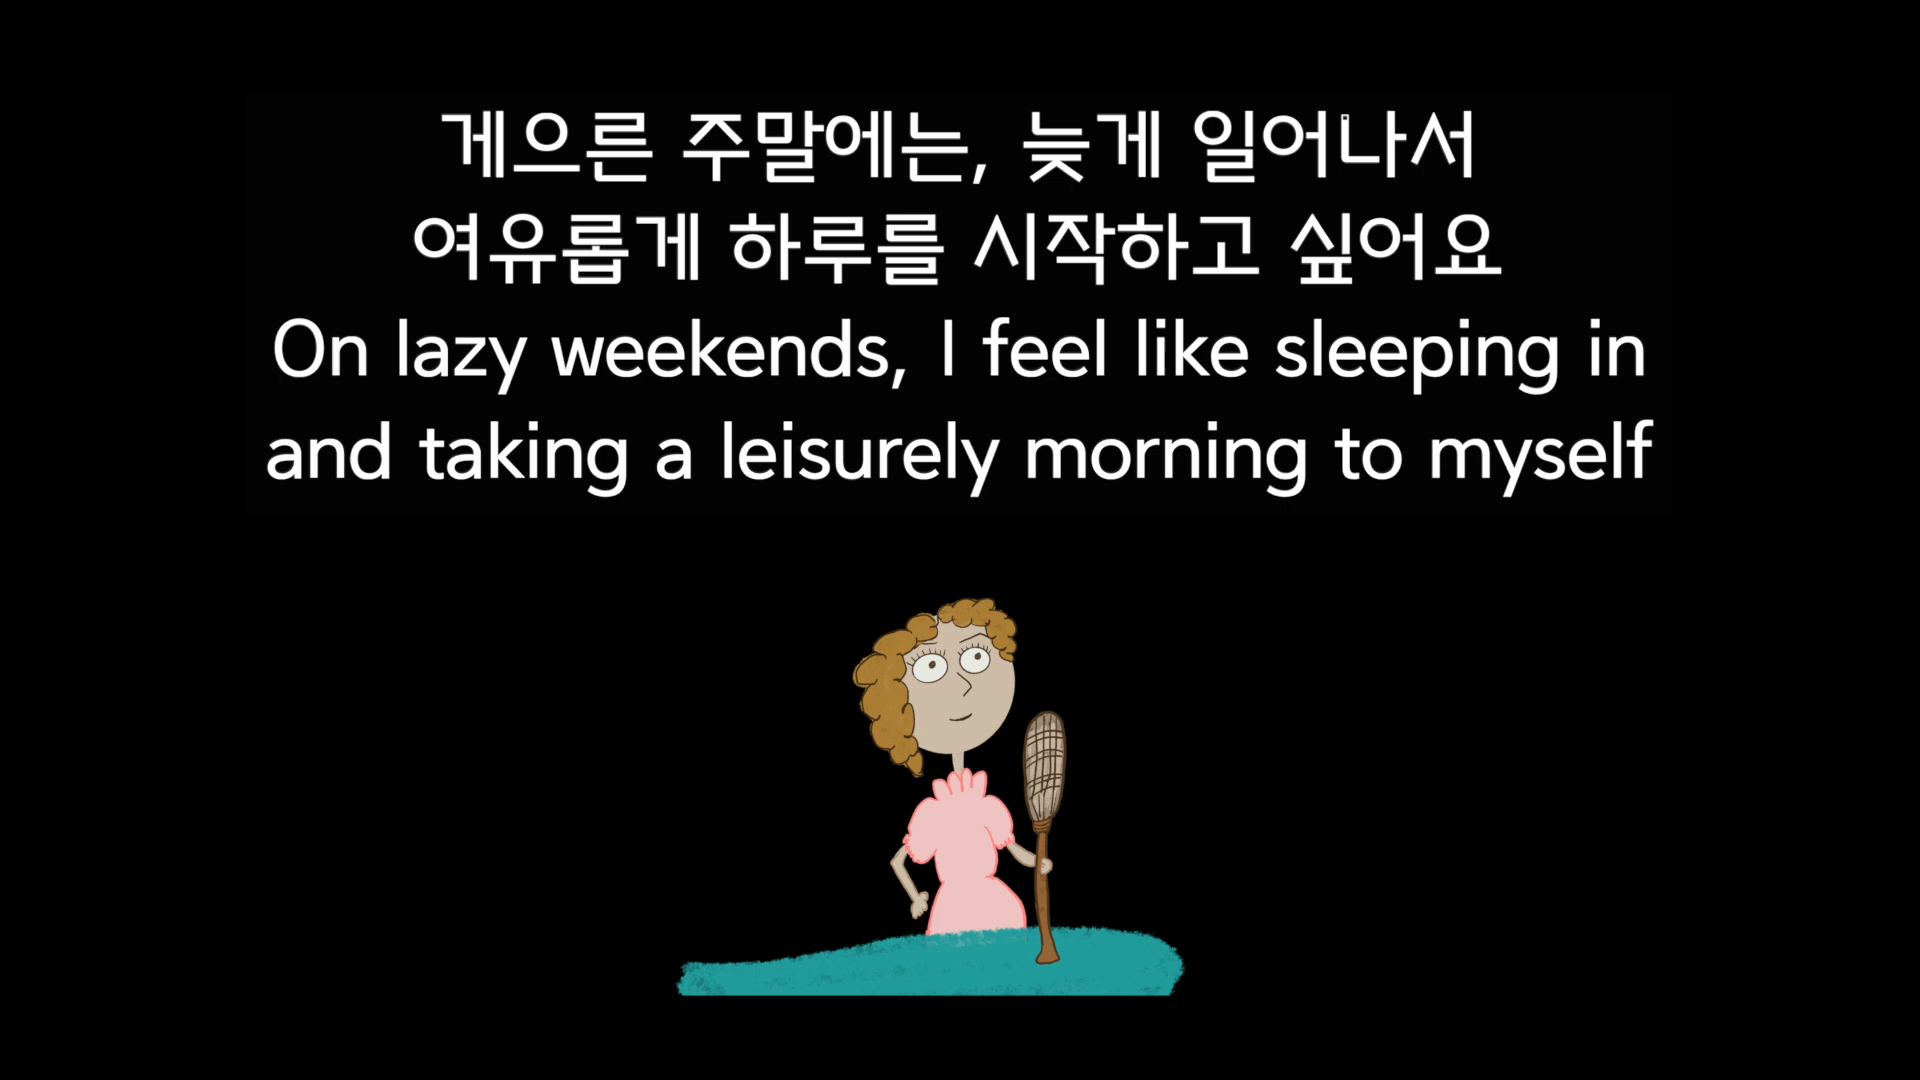 게으른 주말에는, 늦게 일어나서
여유롭게 하루를 시작하고 싶어요
On lazy weekends, I feel like sleeping in
and taking a leisurely morning to myself